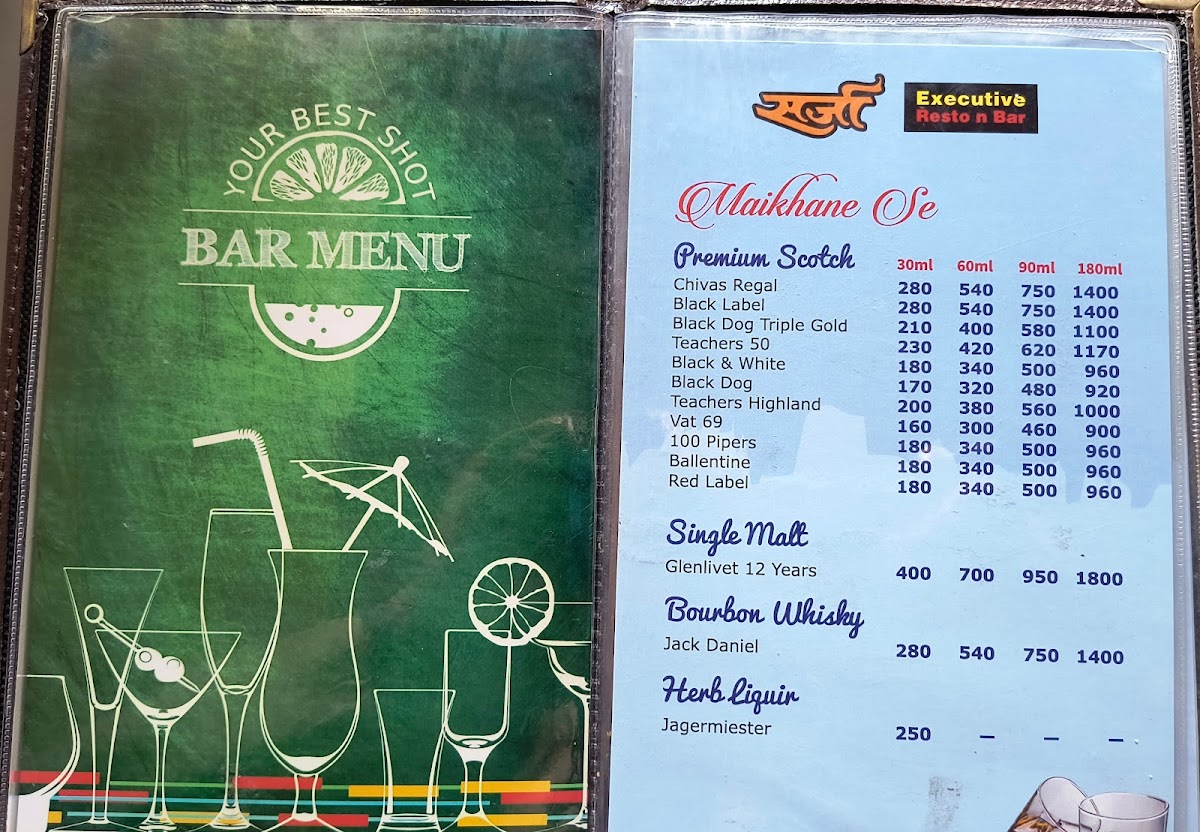 YOUR BEST SHOT
BAR MENU
सर्जा
Executive
Resto n Bar
Maikhane Se
Premium Scotch 30ml 60ml 90ml 180ml
Chivas Regal 280 540 750 1400
Black Label 280 540 750 1400
Black Dog Triple Gold 210 400 580 1100
Teachers 50 230 420 620 1170
Black & White 180 340 500 960
Black Dog 170 320 480 920
Teachers Highland 200 380 560 1000
Vat 69 160 300 460 900
100 Pipers 180 340 500 960
Ballentine 180 340 500 960
Red Label 180 340 500 960
Single Malt
Glenlivet 12 Years 400 700 950 1800
Bourbon Whisky
Jack Daniel 280 540 750 1400
Herb Liquir
Jagermiester 250 – – –